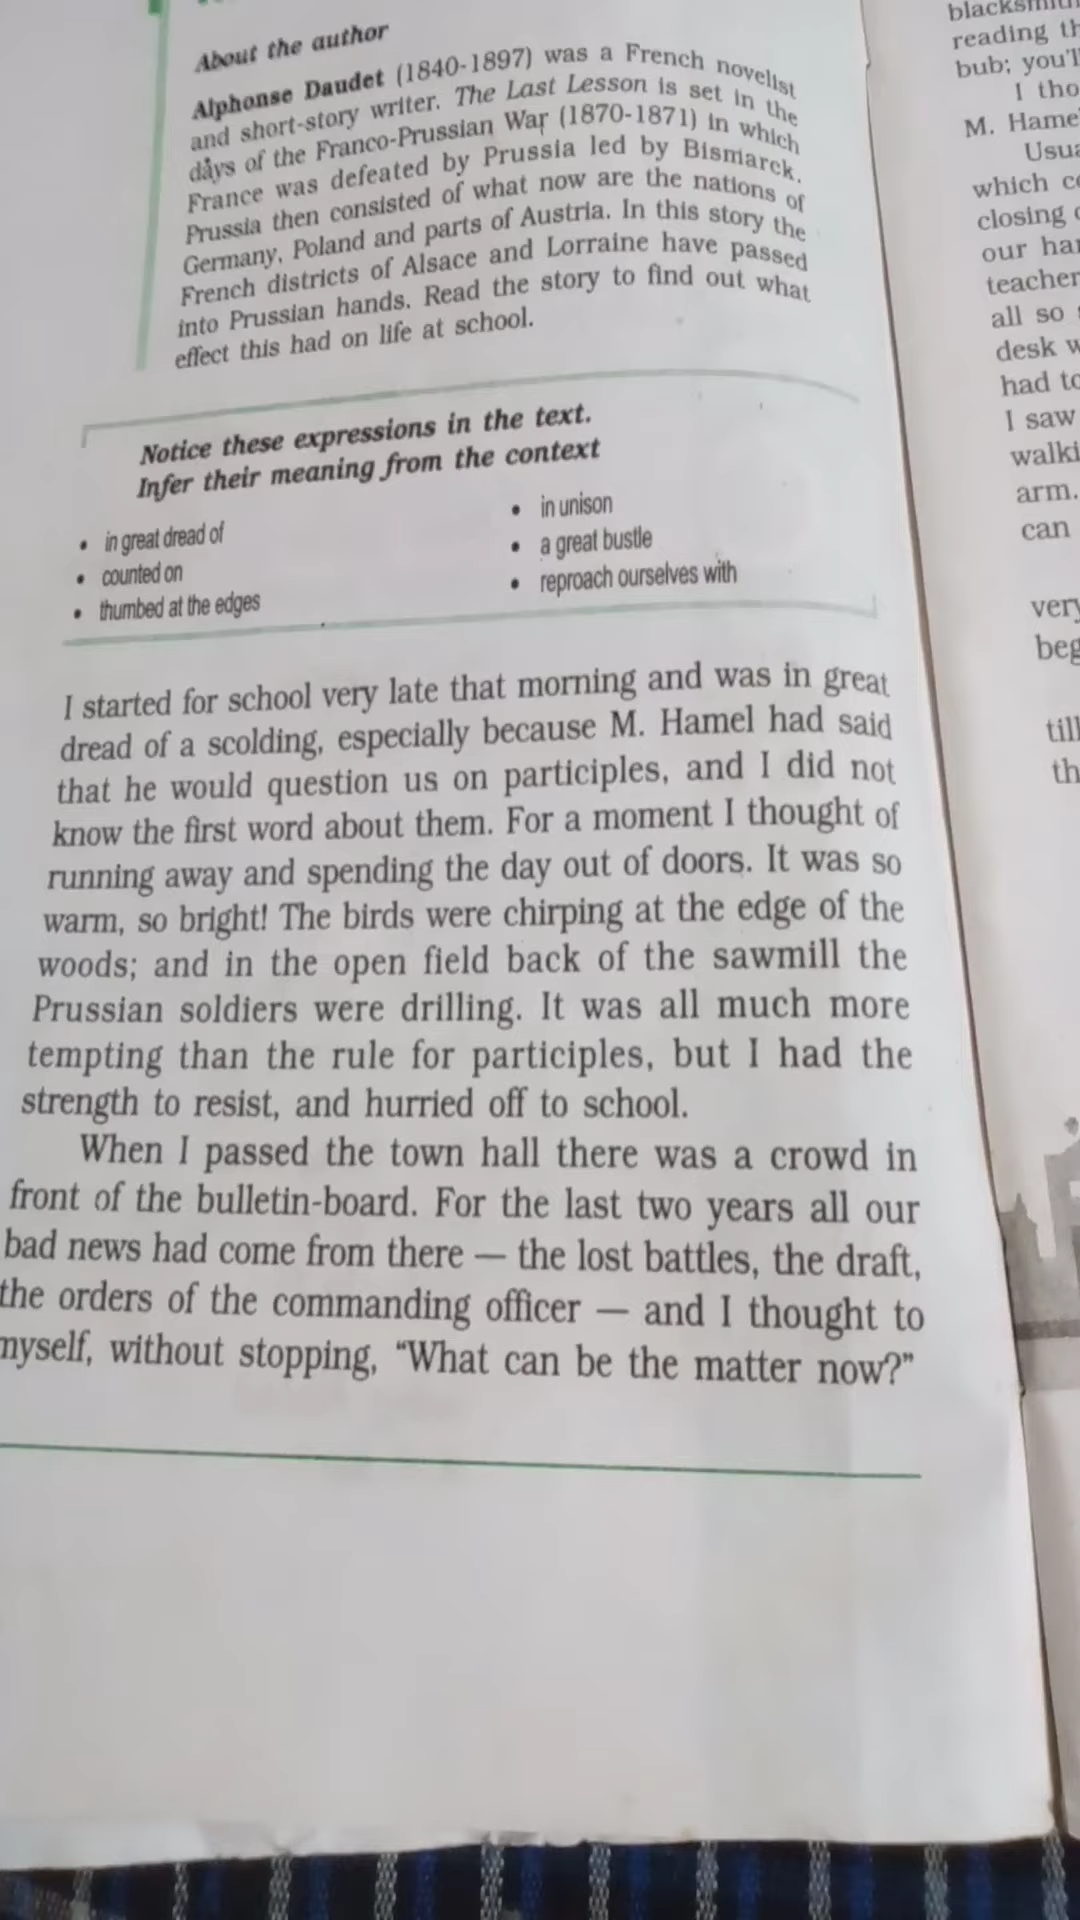 About the author
Alphonse Daudet (1840-1897) was a French novelist
and short-story writer. The Last Lesson is set in the
days of the Franco-Prussian War (1870-1871) in which
France was defeated by Prussia led by Bismarck.
Prussia then consisted of what now are the nations of
Germany, Poland and parts of Austria. In this story the
French districts of Alsace and Lorraine have passed
into Prussian hands. Read the story to find out what
effect this had on life at school.
Notice these expressions in the text.
Infer their meaning from the context
• in great dread of
• counted on
• thumbed at the edges
• in unison
• a great bustle
• reproach ourselves with
I started for school very late that morning and was in great
dread of a scolding, especially because M. Hamel had said
that he would question us on participles, and I did not
know the first word about them. For a moment I thought of
running away and spending the day out of doors. It was so
warm, so bright! The birds were chirping at the edge of the
woods; and in the open field back of the sawmill the
Prussian soldiers were drilling. It was all much more
tempting than the rule for participles, but I had the
strength to resist, and hurried off to school.
When I passed the town hall there was a crowd in
front of the bulletin-board. For the last two years all our
bad news had come from there — the lost battles, the draft,
the orders of the commanding officer — and I thought to
myself, without stopping, “What can be the matter now?”
reading
bub; you'll
I
M.
which
closing
our
teacher
all so
desk
had
I saw
arm.
can
very
till